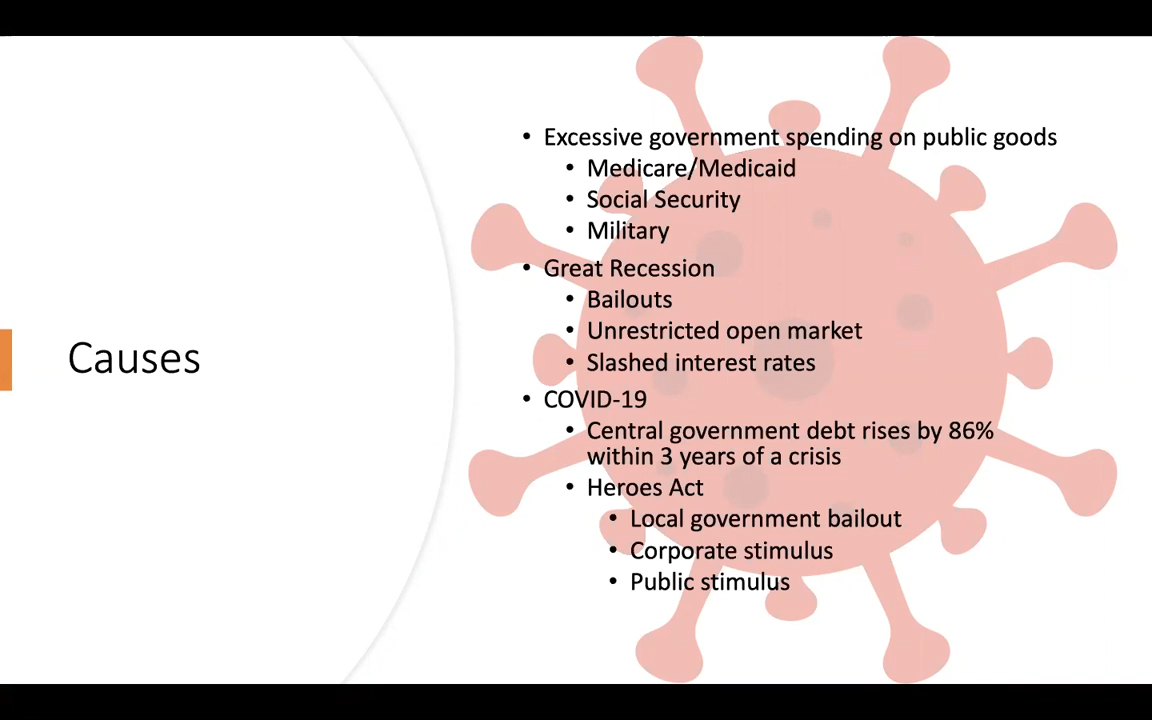 Causes
• Excessive government spending on public goods
• Medicare/Medicaid
• Social Security
• Military
• Great Recession
• Bailouts
• Unrestricted open market
• Slashed interest rates
• COVID-19
• Central government debt rises by 86%
within 3 years of a crisis
• Heroes Act
• Local government bailout
• Corporate stimulus
• Public stimulus